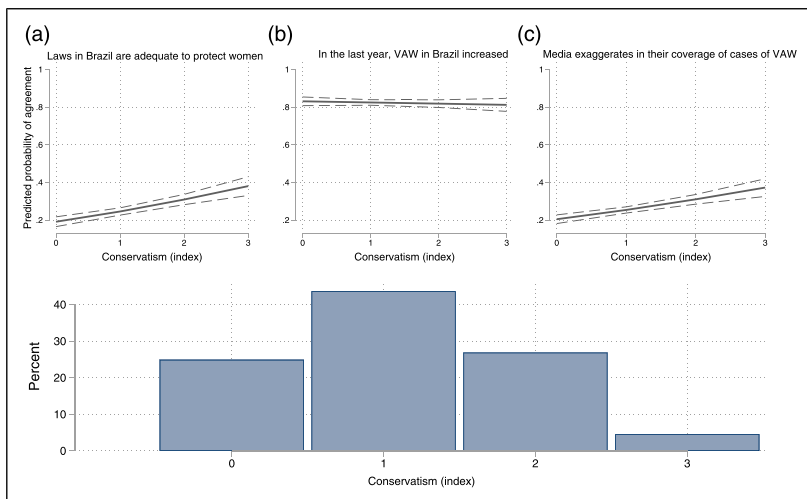 (a)
Laws in Brazil are adequate to protect women
Predicted probability of agreement
1
.8
.6
.4
.2
0 1 2 3
Conservatism (index)
(b)
In the last year, VAW in Brazil increased
1
.8
.6
.4
.2
0 1 2 3
Conservatism (index)
(c)
Media exaggerates in their coverage of cases of VAW
1
.8
.6
.4
.2
0 1 2 3
Conservatism (index)
Percent
40
30
20
10
0
0 1 2 3
Conservatism (index)